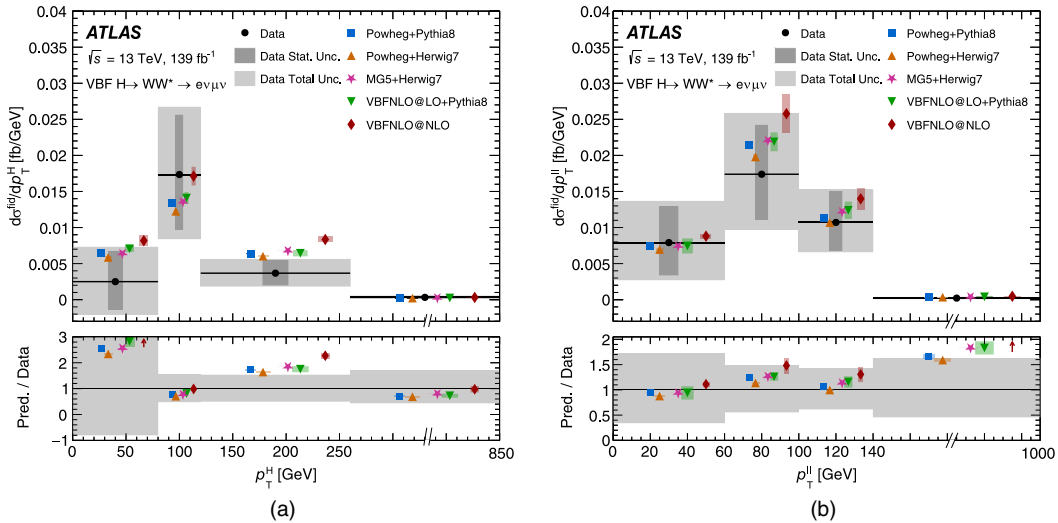 ATLAS
√s = 13 TeV, 139 fb⁻¹
VBF H→ WW* → eνμν
Data
Data Stat. Unc.
Data Total Unc.
Powheg+Pythia8
Powheg+Herwig7
MG5+Herwig7
VBFNLO@LO+Pythia8
VBFNLO@NLO
dσ^fid/dp_T^H [fb/GeV]
0.04
0.035
0.03
0.025
0.02
0.015
0.01
0.005
0
Pred. / Data
3
2
1
0
−1
0 50 100 150 200 250 850
p_T^H [GeV]
(a)
ATLAS
√s = 13 TeV, 139 fb⁻¹
VBF H→ WW* → eνμν
Data
Data Stat. Unc.
Data Total Unc.
Powheg+Pythia8
Powheg+Herwig7
MG5+Herwig7
VBFNLO@LO+Pythia8
VBFNLO@NLO
dσ^fid/dp_T^ll [fb/GeV]
0.04
0.035
0.03
0.025
0.02
0.015
0.01
0.005
0
Pred. / Data
2
1.5
1
0.5
0
0 20 40 60 80 100 120 140 1000
p_T^ll [GeV]
(b)